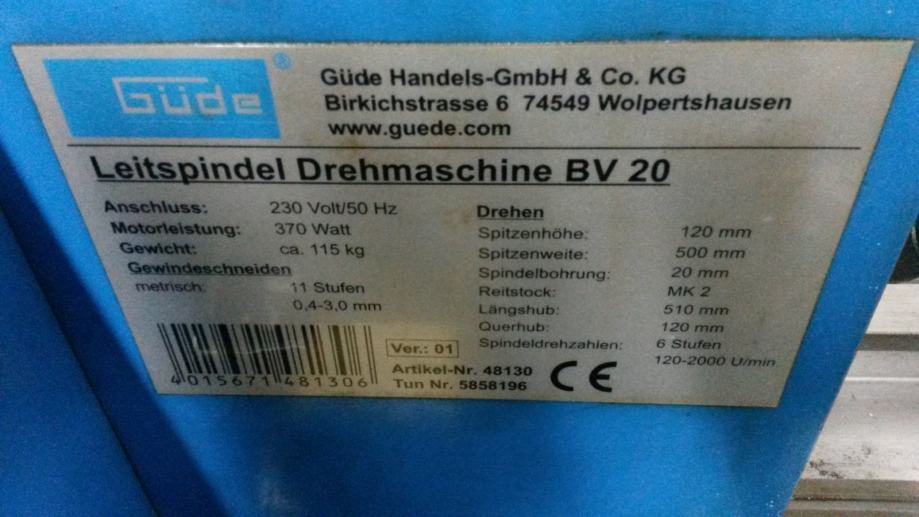 Güde ®
Güde Handels-GmbH & Co. KG
Birkichstrasse 6 74549 Wolpertshausen
www.guede.com
Leitspindel Drehmaschine BV 20
Anschluss: 230 Volt/50 Hz
Motorleistung: 370 Watt
Gewicht: ca. 115 kg
Gewindeschneiden
metrisch: 11 Stufen
0,4-3,0 mm
Drehen
Spitzenhöhe: 120 mm
Spitzenweite: 500 mm
Spindelbohrung: 20 mm
Reitstock: MK 2
Längshub: 510 mm
Querhub: 120 mm
Spindeldrehzahlen: 6 Stufen
120-2000 U/min
4 015671 481306
Ver.: 01
Artikel-Nr. 48130
Tun Nr. 5858196
CE